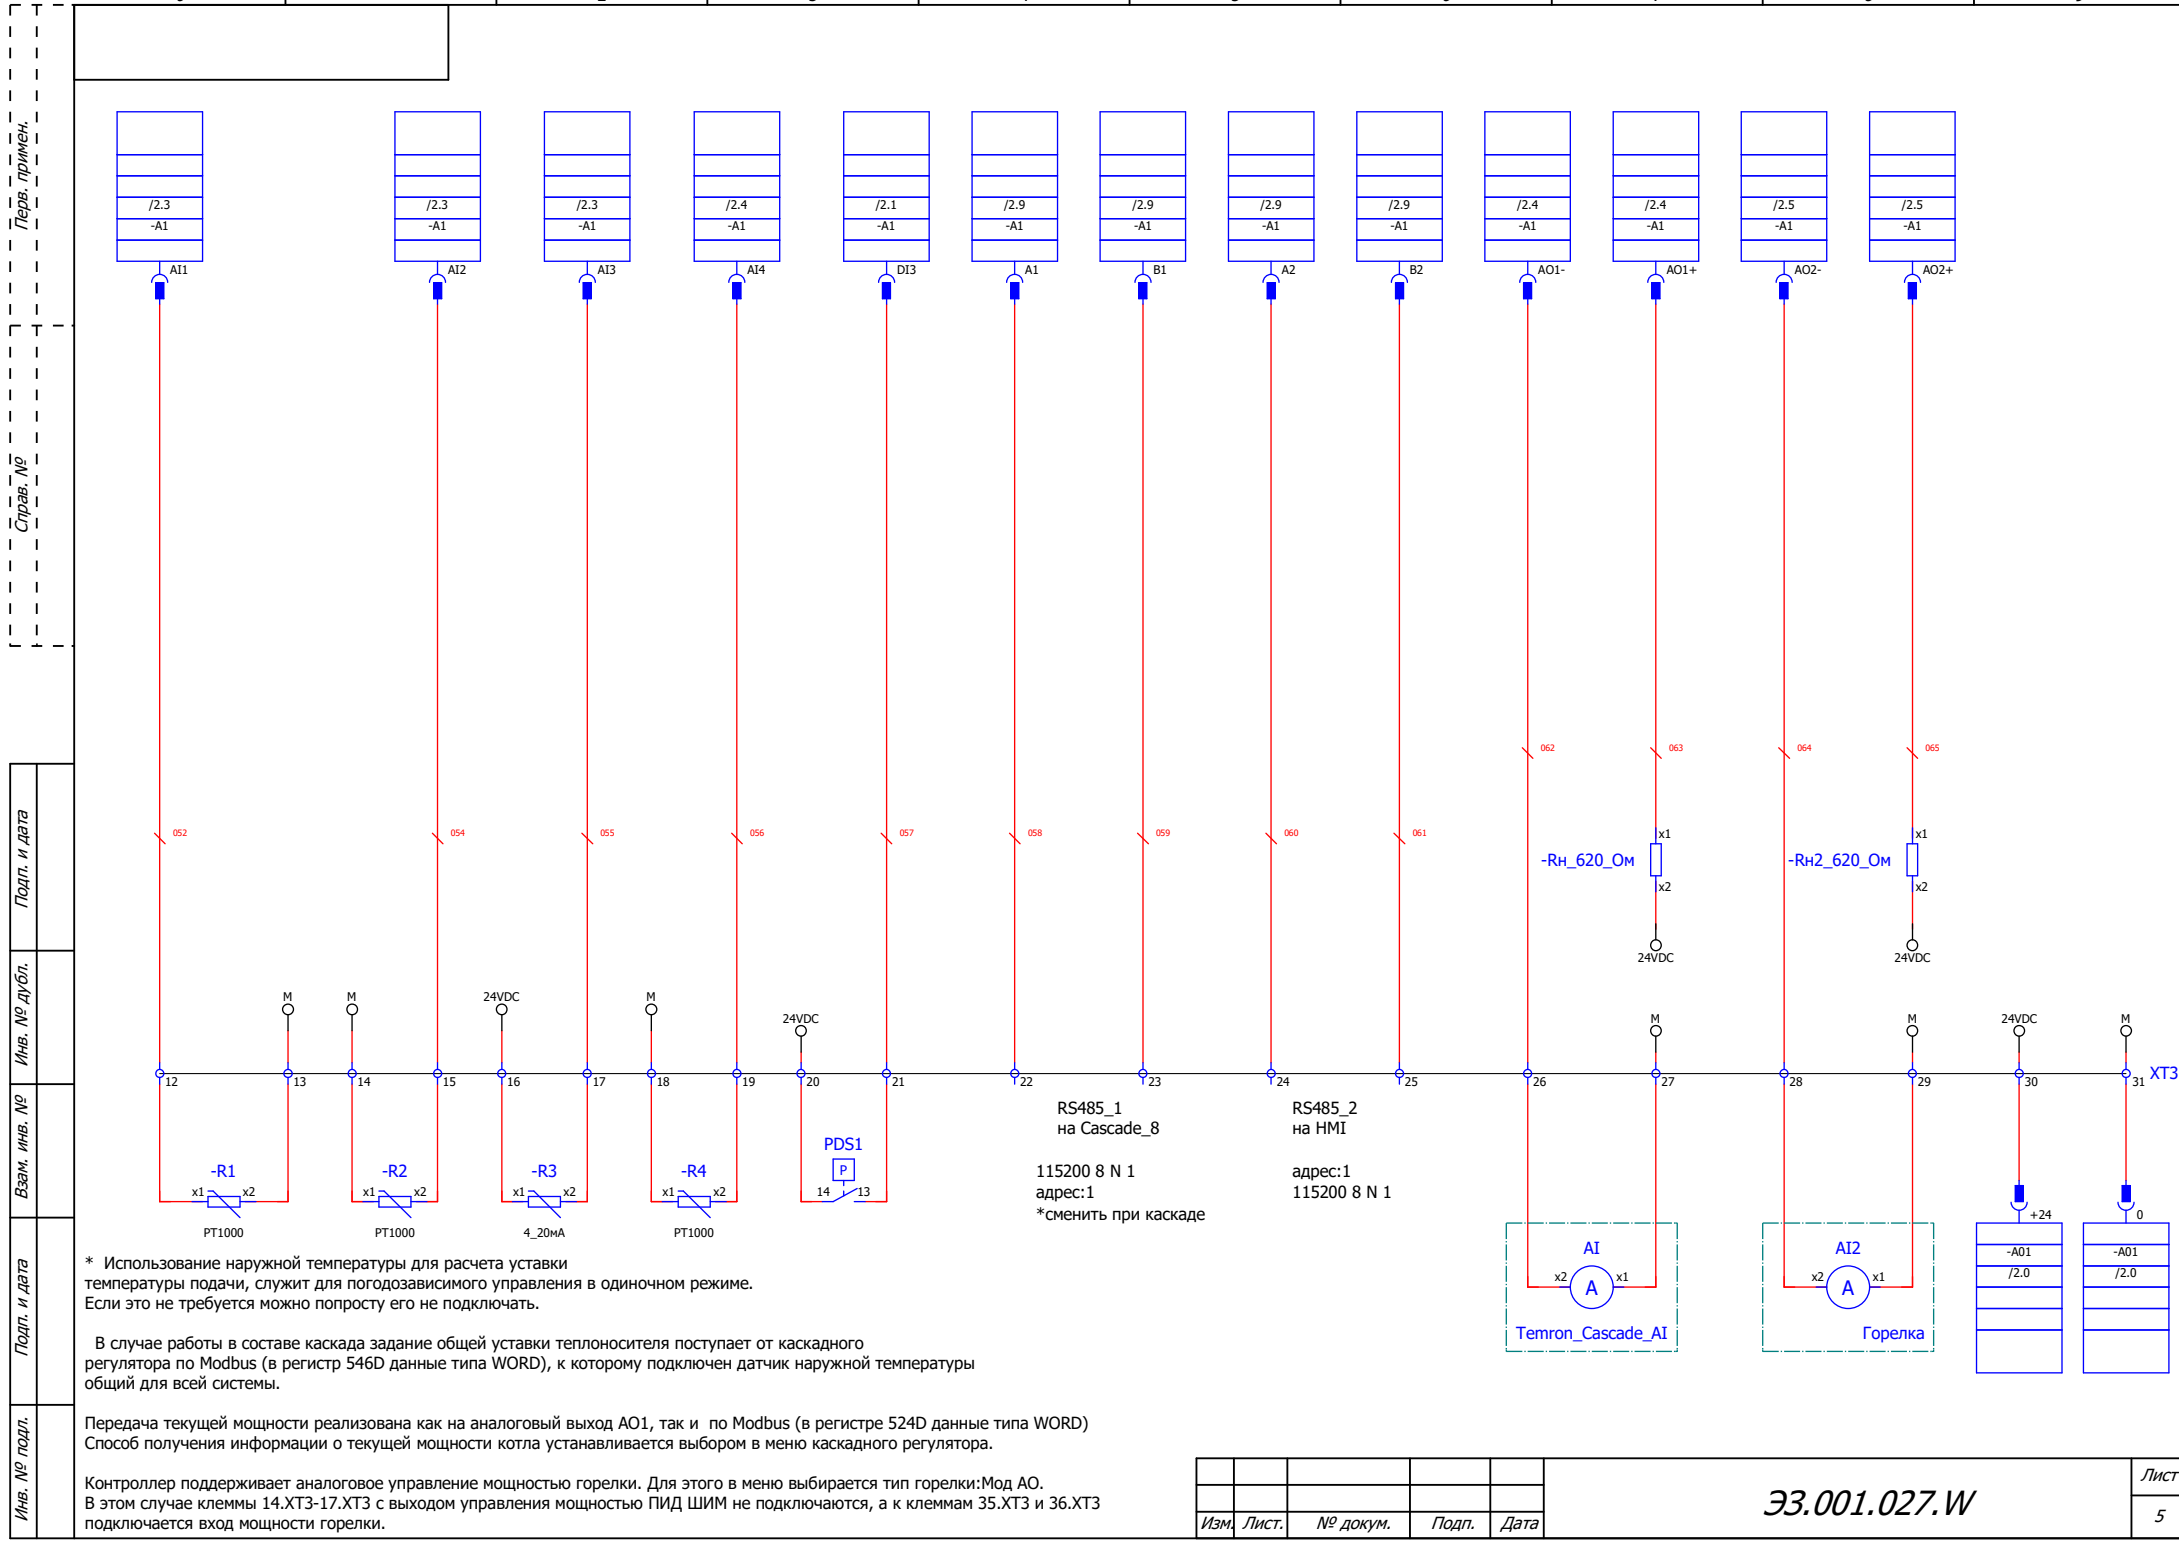 /2.3 /2.3 /2.3 /2.4 /2.1 /2.9 /2.9 /2.9 /2.9 /2.4 /2.4 /2.5 /2.5
-A1 -A1 -A1 -A1 -A1 -A1 -A1 -A1 -A1 -A1 -A1 -A1 -A1
AI1 AI2 AI3 AI4 DI3 A1 B1 A2 B2 AO1- AO1+ AO2- AO2+
Перв. примен.
Справ. №
Подп. и дата
Инв. № дубл.
Взам. инв. №
Подп. и дата
Инв. № подл.
062 063 064 065
052 054 055 056 057 058 059 060 061
x1 x1
-Rн_620_Ом -Rн2_620_Ом
x2 x2
24VDC 24VDC
M M 24VDC M
24VDC M M 24VDC M
12 13 14 15 16 17 18 19 20 21 22 23 24 25 26 27 28 29 30 31 XT3
RS485_1
на Cascade_8
115200 8 N 1
адрес:1
*сменить при каскаде
RS485_2
на HMI
адрес:1
115200 8 N 1
-R1 -R2 -R3 -R4 PDS1
P
x1 x2 x1 x2 x1 x2 x1 x2 14 13
PT1000 PT1000 4_20мА PT1000
AI
x2 A x1
Temron_Cascade_AI
AI2
x2 A x1
Горелка
+24 0
-A01 -A01
/2.0 /2.0
* Использование наружной температуры для расчета уставки
температуры подачи, служит для погодозависимого управления в одиночном режиме.
Если это не требуется можно попросту его не подключать.
В случае работы в составе каскада задание общей уставки теплоносителя поступает от каскадного
регулятора по Modbus (в регистр 546D данные типа WORD), к которому подключен датчик наружной температуры
общий для всей системы.
Передача текущей мощности реализована как на аналоговый выход АО1, так и по Modbus (в регистре 524D данные типа WORD)
Способ получения информации о текущей мощности котла устанавливается выбором в меню каскадного регулятора.
Контроллер поддерживает аналоговое управление мощностью горелки. Для этого в меню выбирается тип горелки:Мод АО.
В этом случае клеммы 14.ХТ3-17.ХТ3 с выходом управления мощностью ПИД ШИМ не подключаются, а к клеммам 35.ХТ3 и 36.ХТ3
подключается вход мощности горелки.
Изм. Лист. № докум. Подп. Дата
ЭЗ.001.027.W
Лист
5